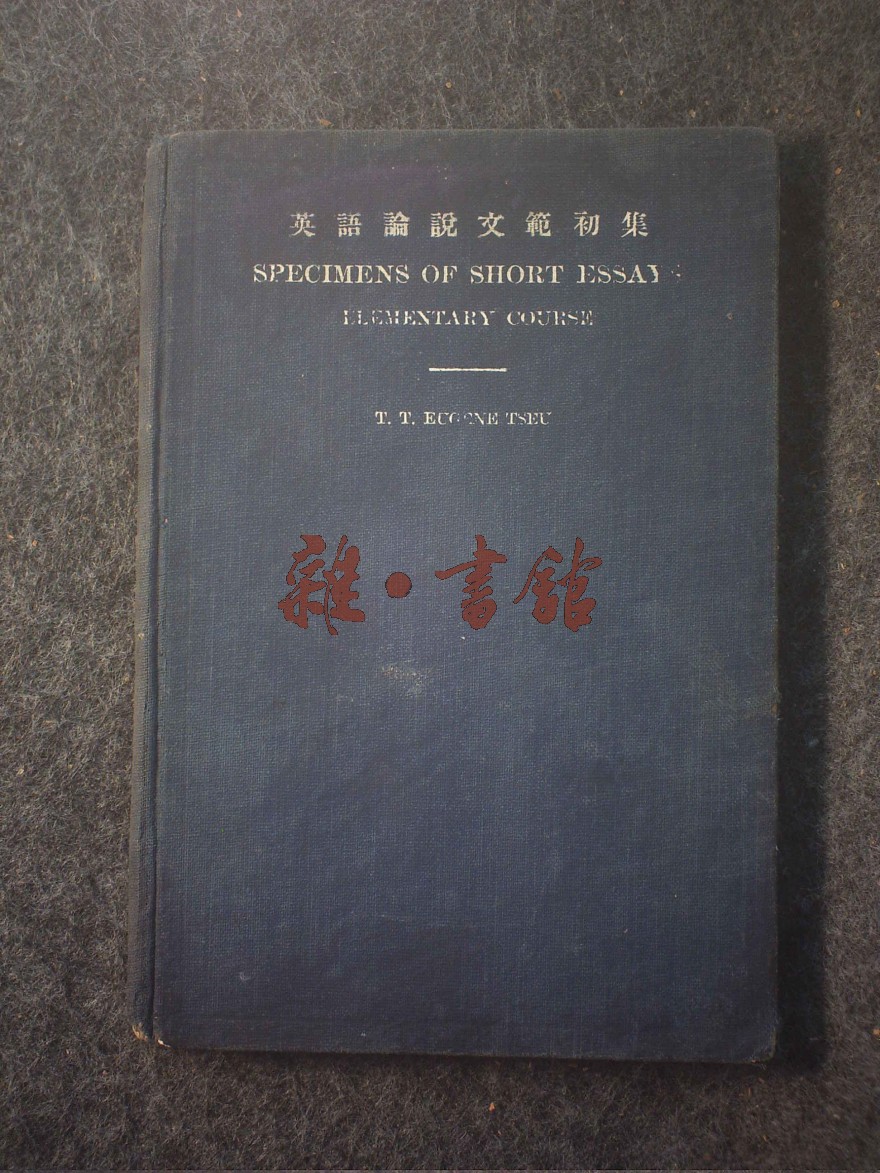 英語論說文範初集
SPECIMENS OF SHORT ESSAYS
ELEMENTARY COURSE
T. T. EUGENE TSEU
雜·書館